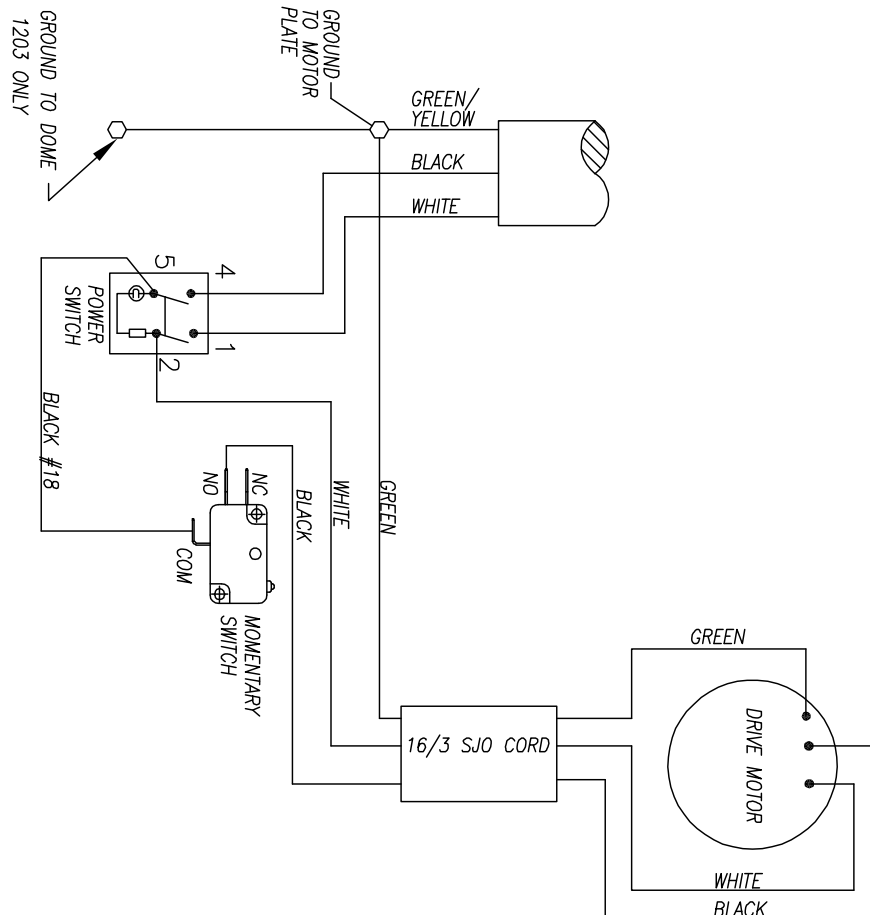 GROUND TO DOME
1203 ONLY
GROUND
TO MOTOR
PLATE
GREEN/
YELLOW
BLACK
WHITE
5
4
POWER
SWITCH
2
1
BLACK #18
NO
NC
COM
BLACK
WHITE
GREEN
MOMENTARY
SWITCH
16/3 SJO CORD
GREEN
DRIVE MOTOR
WHITE
BLACK